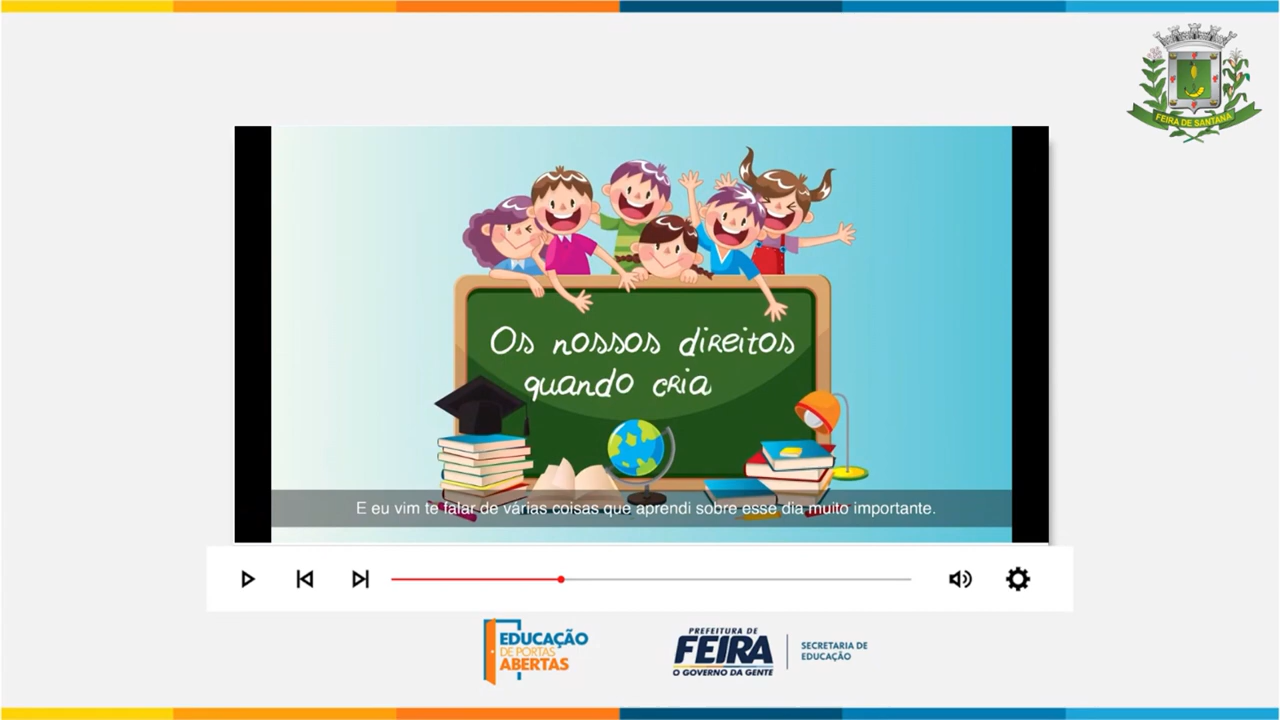 FEIRA DE SANTANA
Os nossos direitos
quando cria
E eu vim te falar de várias coisas que aprendi sobre esse dia muito importante.
EDUCAÇÃO
DE PORTAS
ABERTAS
PREFEITURA DE
FEIRA
O GOVERNO DA GENTE
SECRETARIA DE
EDUCAÇÃO